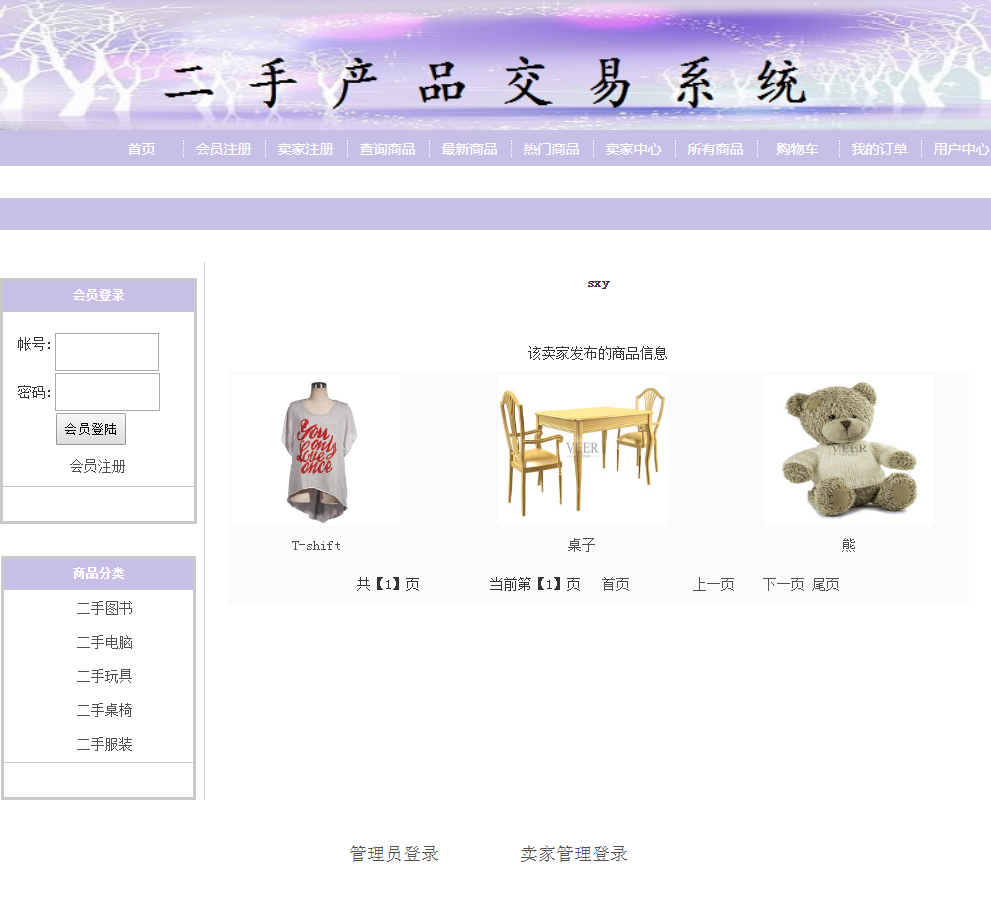 二手产品交易系统
首页 会员注册 卖家注册 查询商品 最新商品 热门商品 卖家中心 所有商品 购物车 我的订单 用户中心
会员登录
帐号:
密码:
会员登陆
会员注册
商品分类
二手图书
二手电脑
二手玩具
二手桌椅
二手服装
sxy
该卖家发布的商品信息
You
only
Love
once
VEER
VEER
T-shift 桌子 熊
共【1】页 当前第【1】页 首页 上一页 下一页 尾页
管理员登录 卖家管理登录